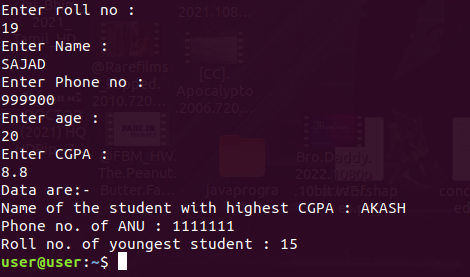 Enter roll no :
19
Enter Name :
SAJAD
Enter Phone no :
999900
Enter age :
20
Enter CGPA :
8.8
Data are:-
Name of the student with highest CGPA : AKASH
Phone no. of ANU : 1111111
Roll no. of youngest student : 15
user@user:~$